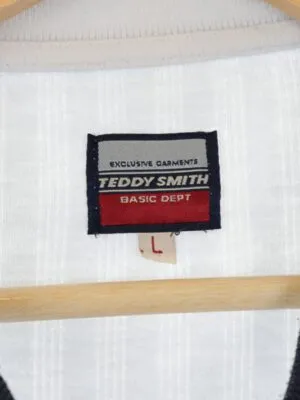 EXCLUSIVE GARMENTS
TEDDY SMITH
BASIC DEPT
L